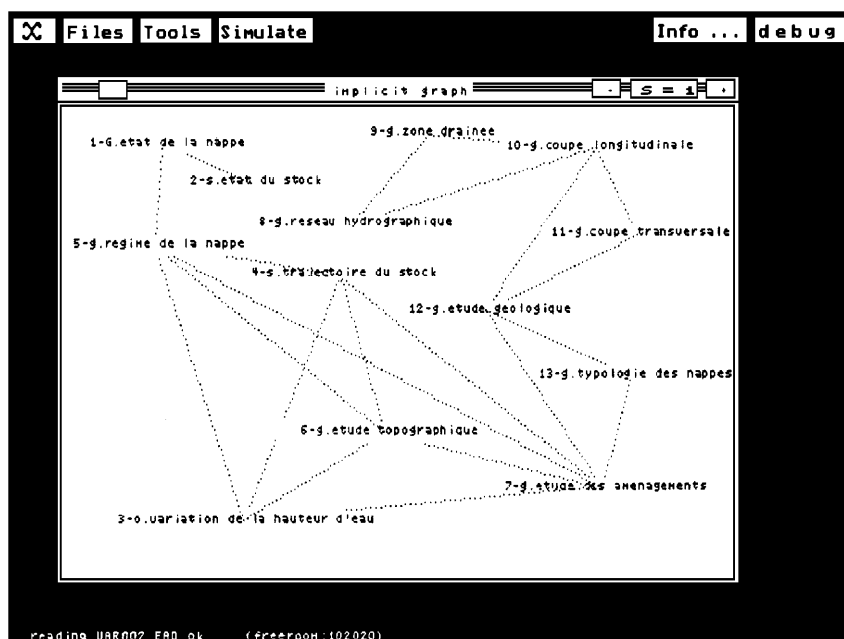 Files Tools Simulate Info ... debug
implicit graph - S = 1 +
1-G.etat de la nappe
9-g.zone drainee
10-g.coupe longitudinale
2-s.etat du stock
8-g.reseau hydrographique
11-g.coupe transversale
5-g.regime de la nappe
4-s.trajectoire du stock
12-g.etude geologique
13-g.typologie des nappes
6-g.etude topographique
7-g.etude des amenagements
3-o.variation de la hauteur d'eau
reading VAR002.EAO ok (freeroom:102020)